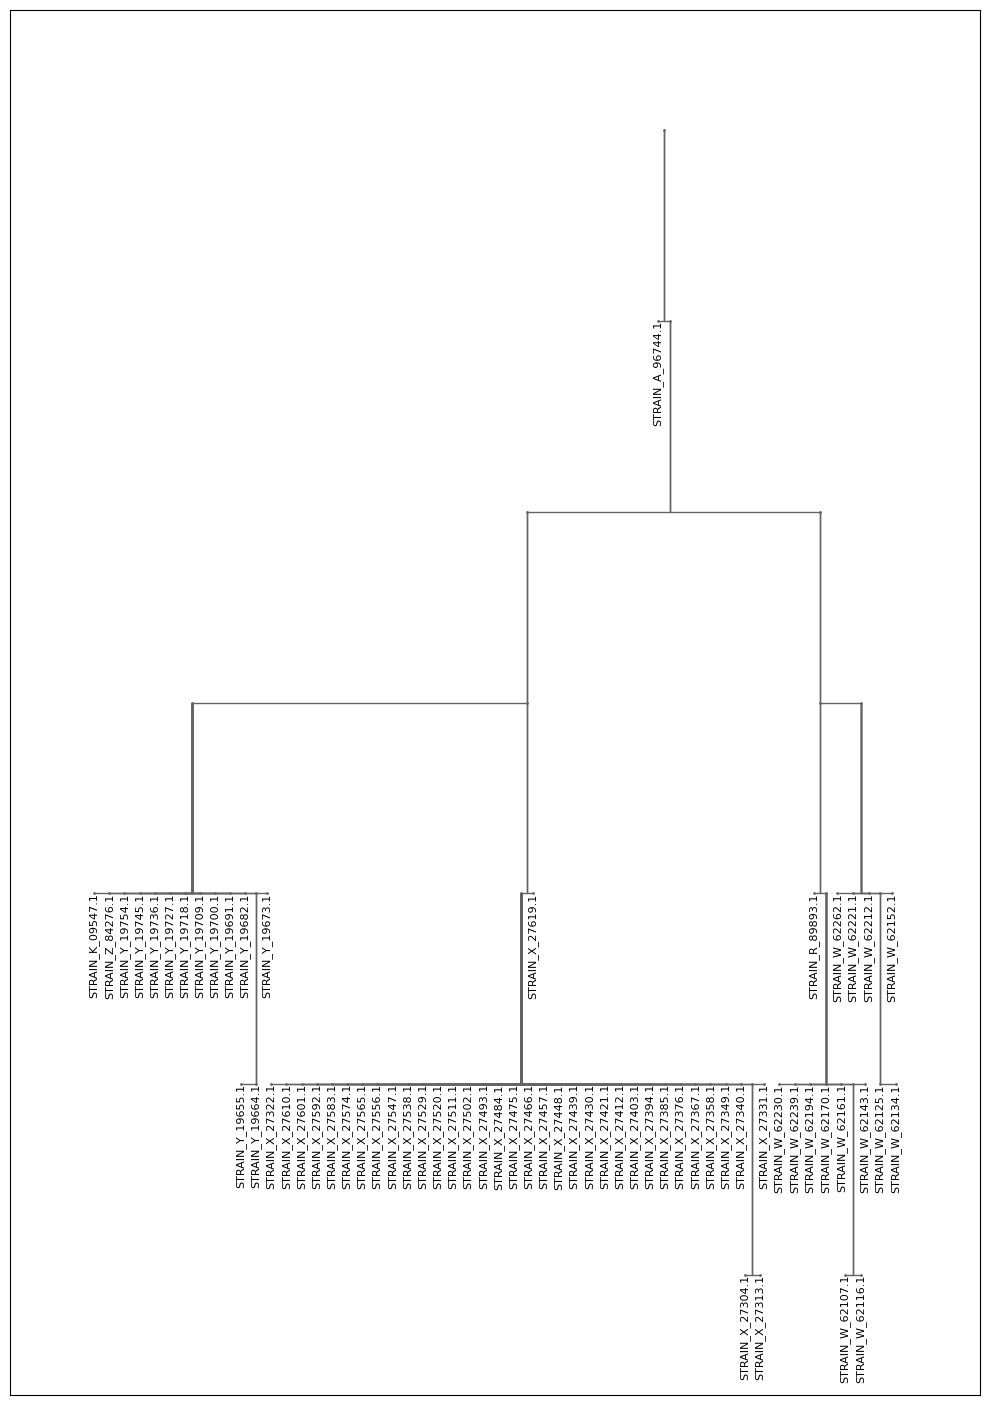 STRAIN_A_96744.1
STRAIN_K_09547.1
STRAIN_Z_84276.1
STRAIN_Y_19754.1
STRAIN_Y_19745.1
STRAIN_Y_19736.1
STRAIN_Y_19727.1
STRAIN_Y_19718.1
STRAIN_Y_19709.1
STRAIN_Y_19700.1
STRAIN_Y_19691.1
STRAIN_Y_19682.1
STRAIN_Y_19673.1
STRAIN_X_27619.1
STRAIN_R_89893.1
STRAIN_W_62262.1
STRAIN_W_62221.1
STRAIN_W_62212.1
STRAIN_W_62152.1
STRAIN_Y_19655.1
STRAIN_Y_19664.1
STRAIN_X_27322.1
STRAIN_X_27610.1
STRAIN_X_27601.1
STRAIN_X_27592.1
STRAIN_X_27583.1
STRAIN_X_27574.1
STRAIN_X_27565.1
STRAIN_X_27556.1
STRAIN_X_27547.1
STRAIN_X_27538.1
STRAIN_X_27529.1
STRAIN_X_27520.1
STRAIN_X_27511.1
STRAIN_X_27502.1
STRAIN_X_27493.1
STRAIN_X_27484.1
STRAIN_X_27475.1
STRAIN_X_27466.1
STRAIN_X_27457.1
STRAIN_X_27448.1
STRAIN_X_27439.1
STRAIN_X_27430.1
STRAIN_X_27421.1
STRAIN_X_27412.1
STRAIN_X_27403.1
STRAIN_X_27394.1
STRAIN_X_27385.1
STRAIN_X_27376.1
STRAIN_X_27367.1
STRAIN_X_27358.1
STRAIN_X_27349.1
STRAIN_X_27340.1
STRAIN_X_27331.1
STRAIN_W_62230.1
STRAIN_W_62239.1
STRAIN_W_62194.1
STRAIN_W_62170.1
STRAIN_W_62161.1
STRAIN_W_62143.1
STRAIN_W_62125.1
STRAIN_W_62134.1
STRAIN_X_27304.1
STRAIN_X_27313.1
STRAIN_W_62107.1
STRAIN_W_62116.1